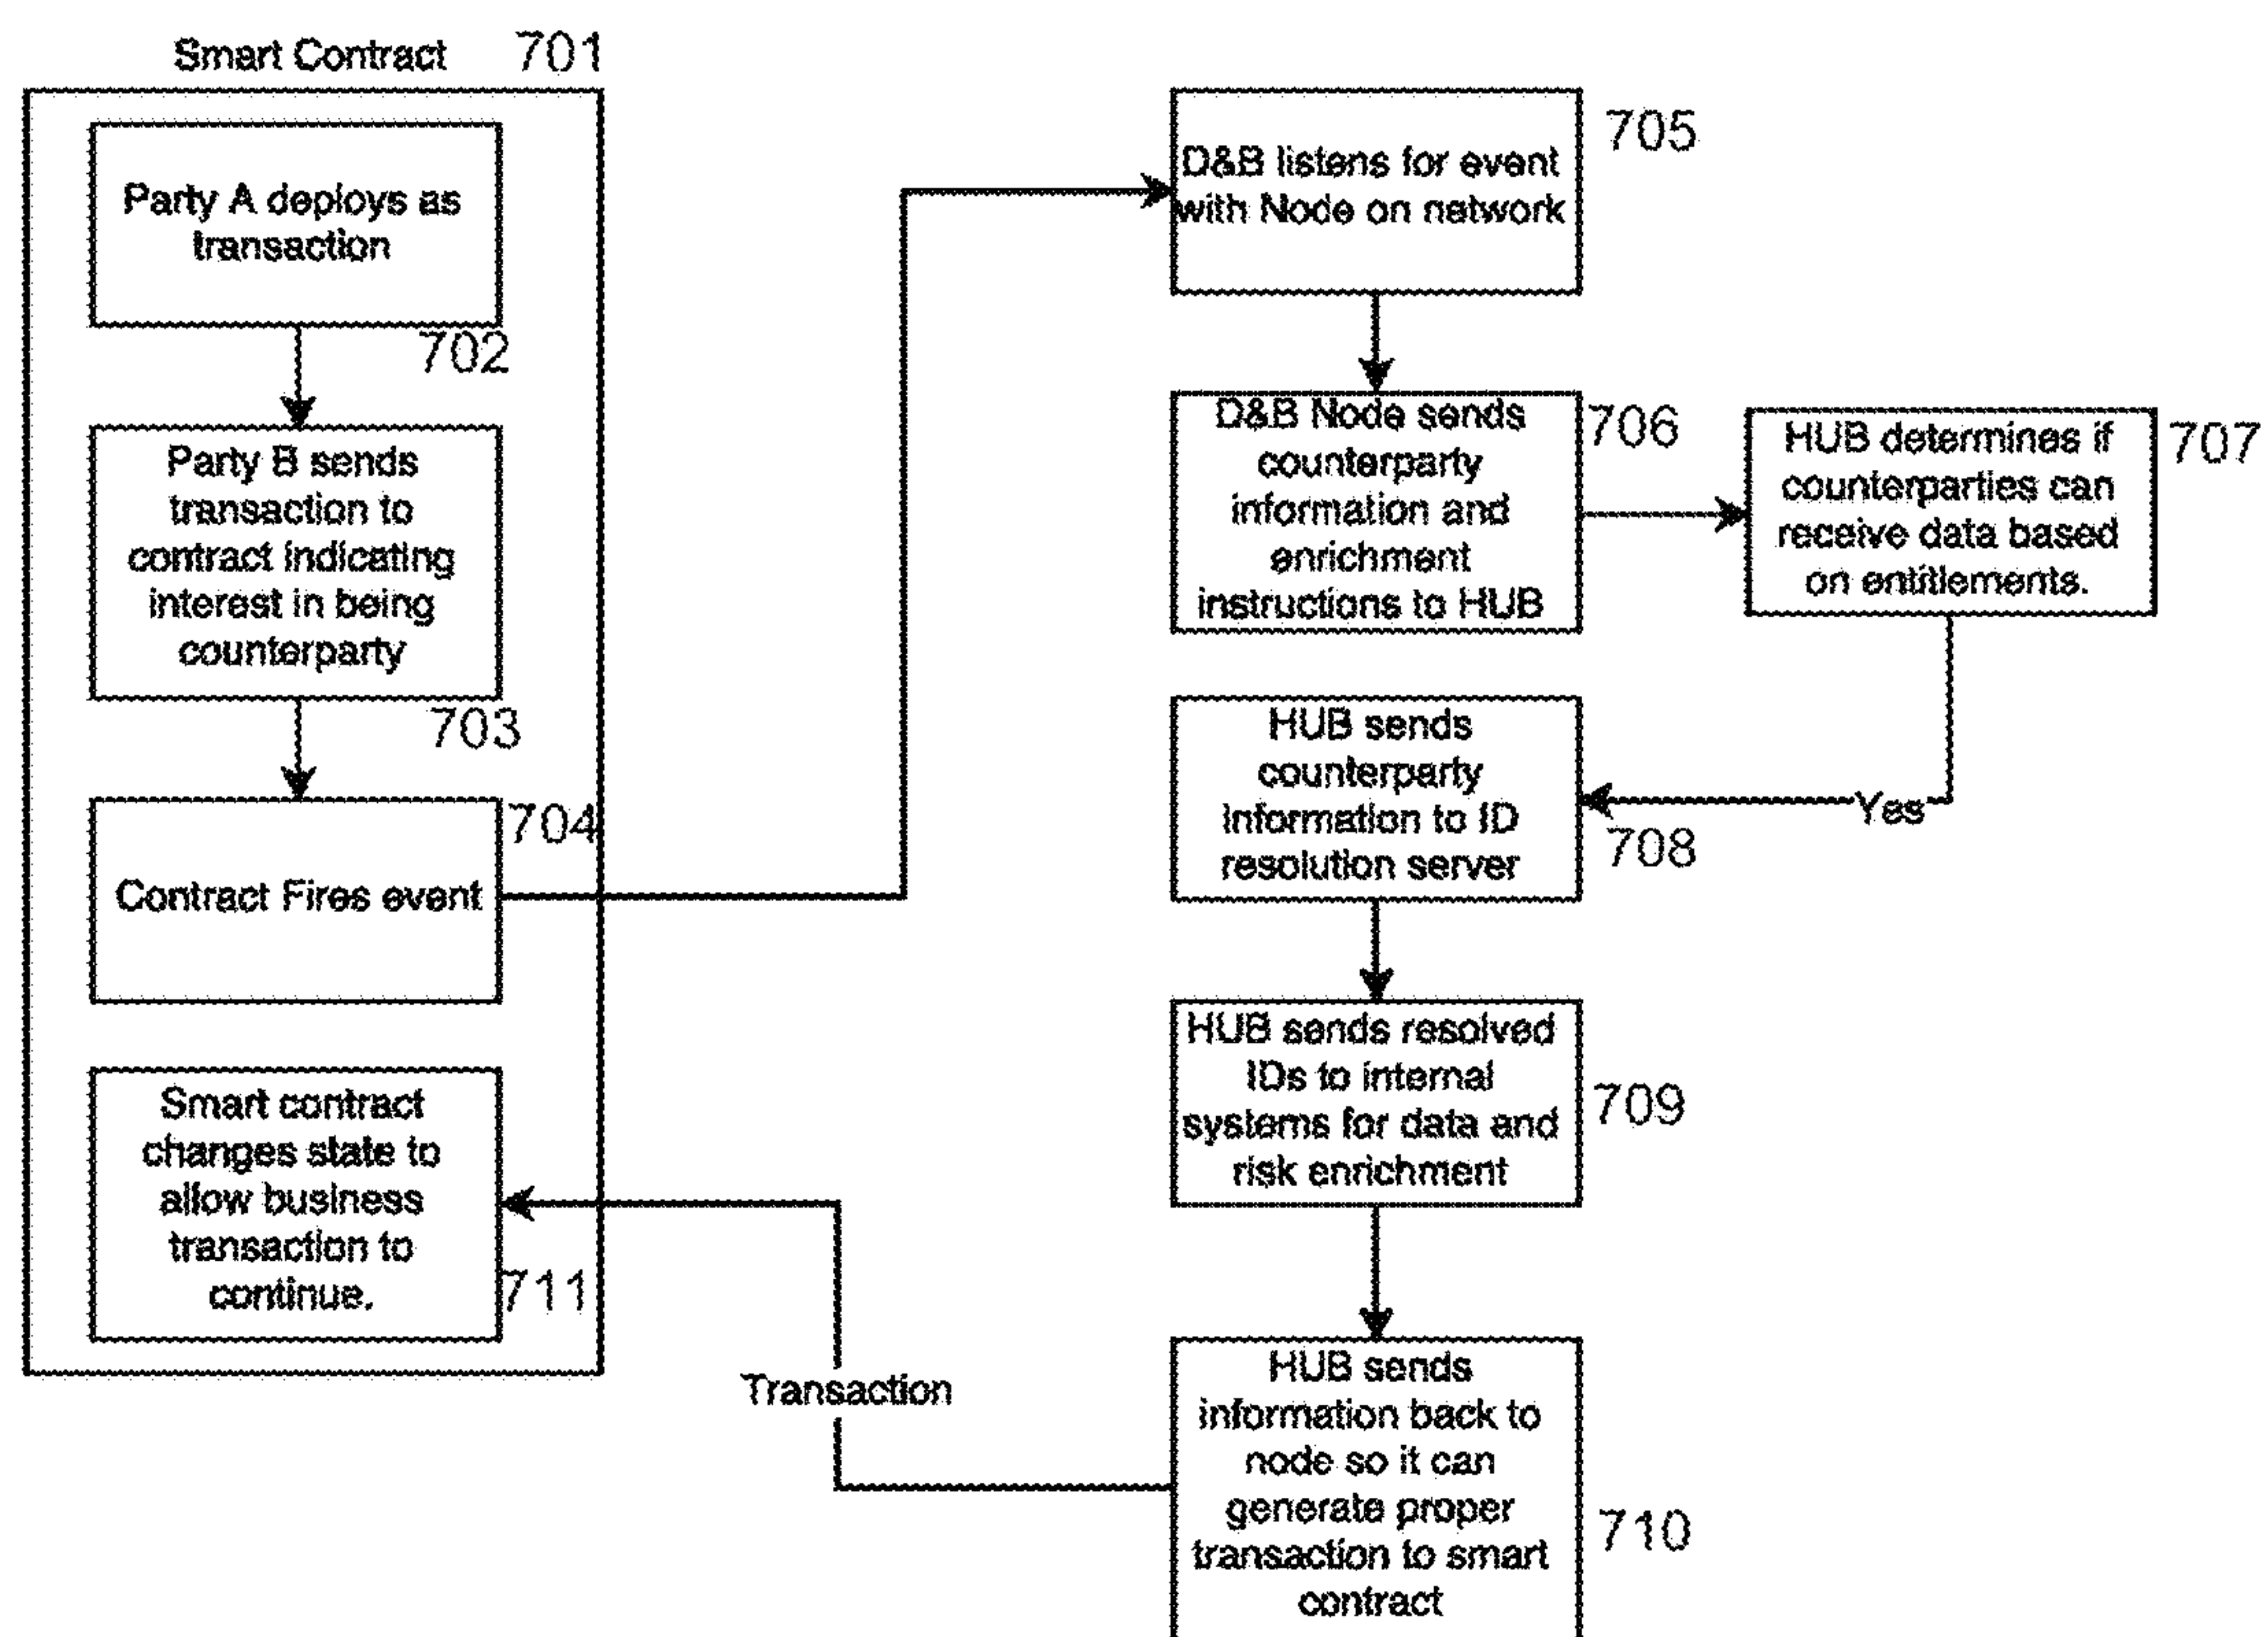 Smart Contract
701
Party A deploys as
transaction
702
Party B sends
transaction to
contract indicating
interest in being
counterparty
703
704
Contract Fires event
Smart contract
changes state to
allow business
transaction to
continue.
711
Transaction
705
D&B listens for event
with Node on network
D&B Node sends
counterparty
information and
enrichment
instructions to HUB
706
HUB determines if
counterparties can
receive data based
on entitlements.
707
Yes
HUB sends
counterparty
information to ID
resolution server
708
HUB sends resolved
IDs to internal
systems for data and
risk enrichment
709
HUB sends
information back to
node so it can
generate proper
transaction to smart
contract
710